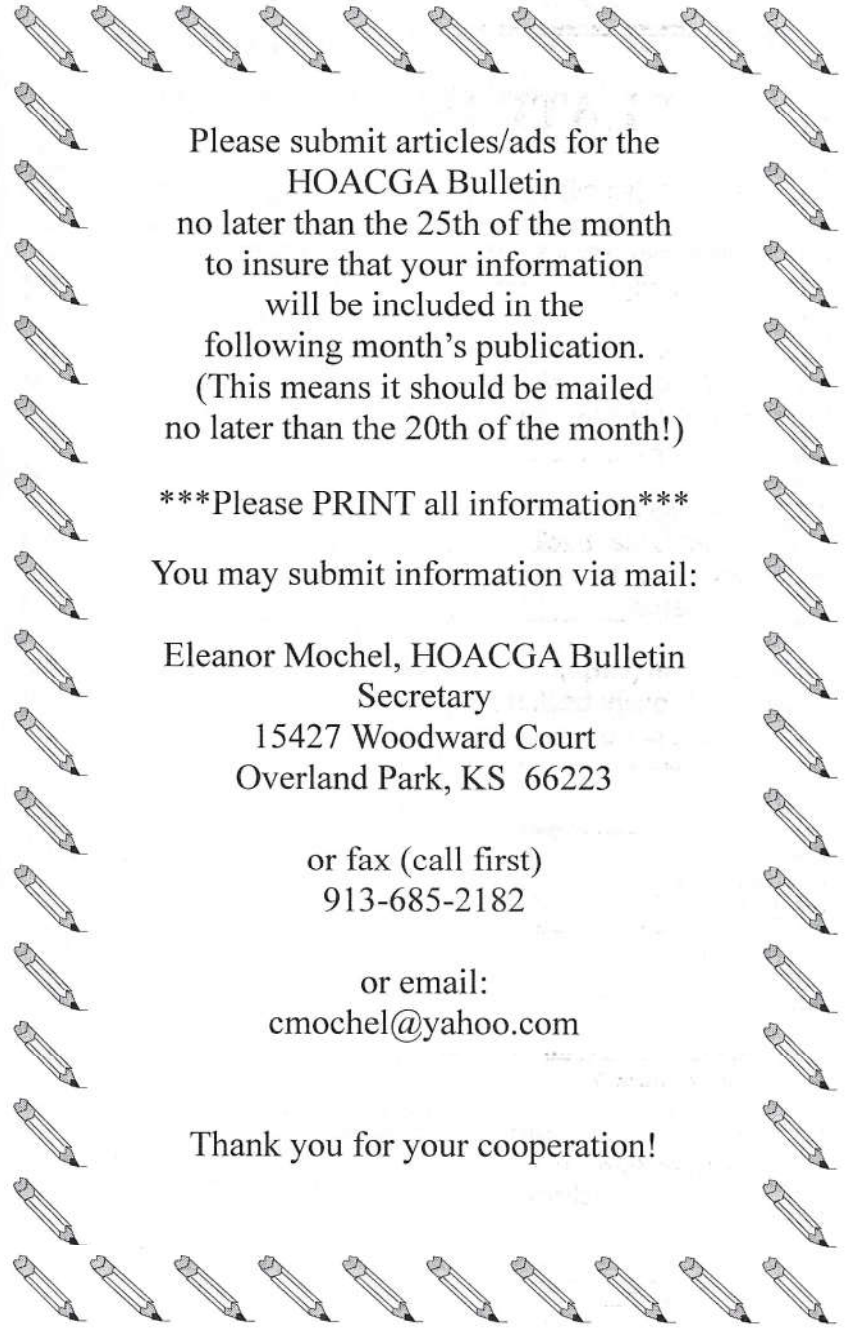 Please submit articles/ads for the
HOACGA Bulletin
no later than the 25th of the month
to insure that your information
will be included in the
following month's publication.
(This means it should be mailed
no later than the 20th of the month!)
***Please PRINT all information***
You may submit information via mail:
Eleanor Mochel, HOACGA Bulletin
Secretary
15427 Woodward Court
Overland Park, KS  66223
or fax (call first)
913-685-2182
or email:
cmochel@yahoo.com
Thank you for your cooperation!